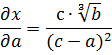 ∂x/∂a = (c · ∛b)/(c − a)²